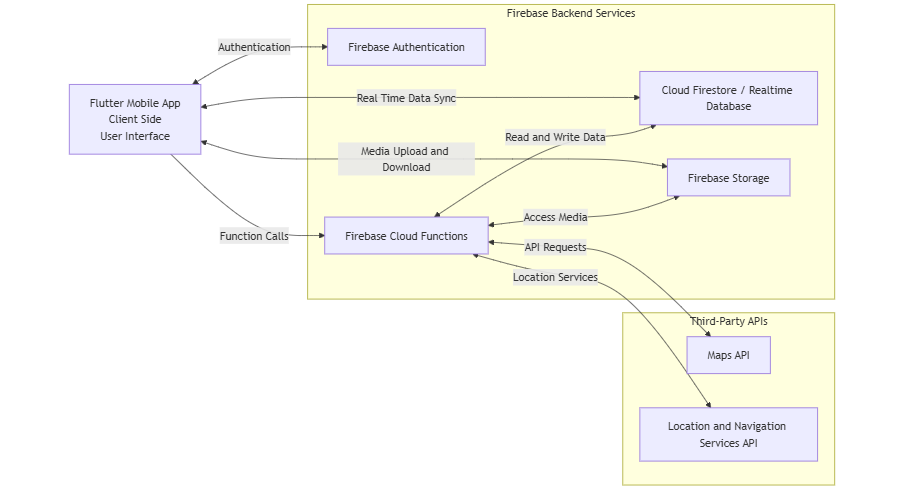 Firebase Backend Services
Authentication
Firebase Authentication
Flutter Mobile App
Client Side
User Interface
Real Time Data Sync
Cloud Firestore / Realtime
Database
Read and Write Data
Media Upload and
Download
Firebase Storage
Access Media
Function Calls
Firebase Cloud Functions
API Requests
Location Services
Third-Party APIs
Maps API
Location and Navigation
Services API